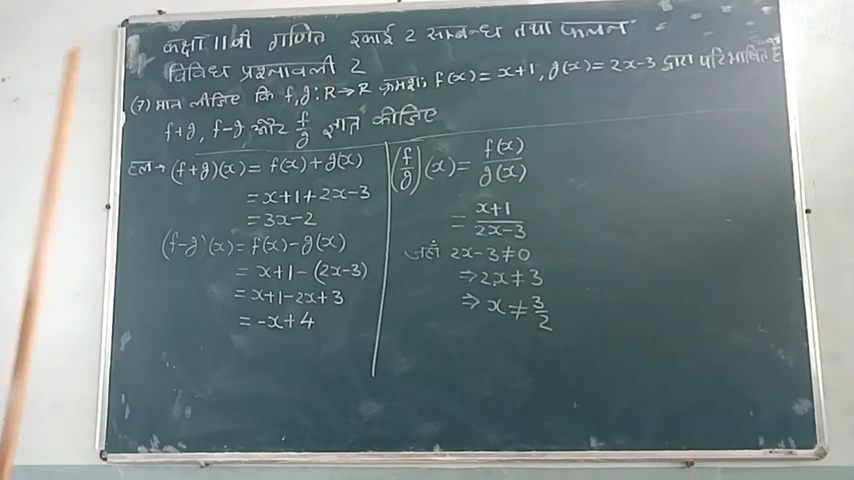 कक्षा 11वीं गणित इकाई 2 सम्बन्ध तथा फलन
विविध प्रश्नावली 2
(7) मान लीजिए कि f,g:R→R क्रमशः f(x)=x+1, g(x)=2x-3 द्वारा परिभाषित है
f+g, f-g और f/g ज्ञात कीजिए
हल→ (f+g)(x)= f(x)+g(x)
=x+1+2x-3
=3x-2
(f-g)(x)=f(x)-g(x)
= x+1-(2x-3)
=x+1-2x+3
=-x+4
(f/g)(x)= f(x)/g(x)
= x+1/2x-3
जहाँ 2x-3≠0
⇒2x≠3
⇒ x≠3/2